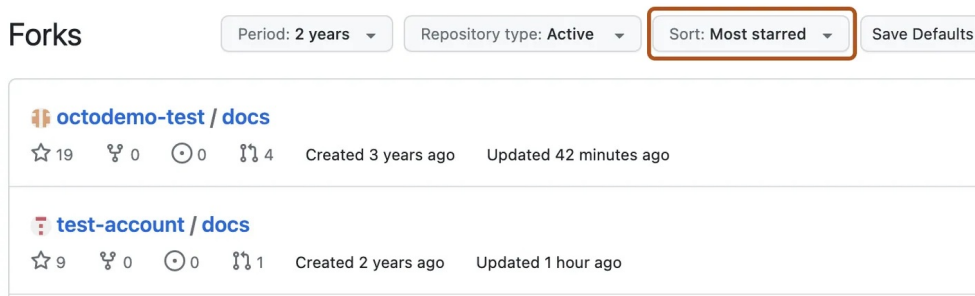 Forks Period: 2 years Repository type: Active Sort: Most starred Save Defaults
octodemo-test / docs
19 0 0 4 Created 3 years ago Updated 42 minutes ago
test-account / docs
9 0 0 1 Created 2 years ago Updated 1 hour ago